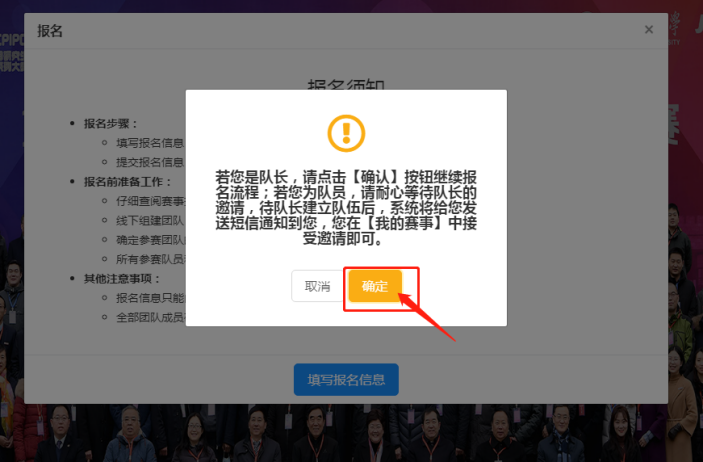 报名
×
报名须知
• 报名步骤：
◦ 填写报名信息
◦ 提交报名信息
• 报名前准备工作：
◦ 仔细查阅赛事
◦ 线下组建团队
◦ 确定参赛团队
◦ 所有参赛队员
• 其他注意事项：
◦ 报名信息只能
◦ 全部团队成员
若您是队长，请点击【确认】按钮继续报
名流程；若您为队员，请耐心等待队长的
邀请，待队长建立队伍后，系统将给您发
送短信通知到您，您在【我的赛事】中接
受邀请即可。
取消
确定
填写报名信息